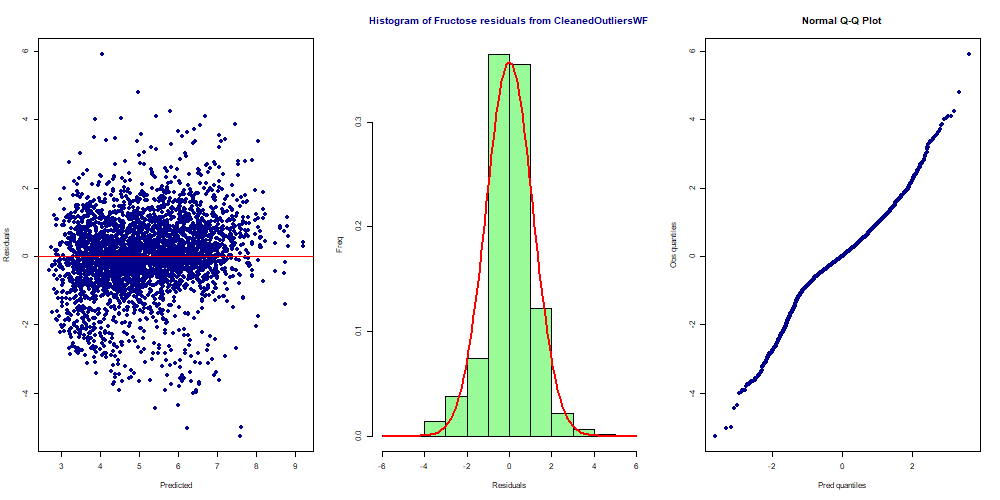 Histogram of Fructose residuals from CleanedOutliersWF
Normal Q-Q Plot
6
4
2
0
-2
-4
Residuals
3 4 5 6 7 8 9
Predicted
0.3
0.2
0.1
0.0
Freq
-6 -4 -2 0 2 4 6
Residuals
6
4
2
0
-2
-4
Obs quantiles
-2 0 2
Pred quantiles